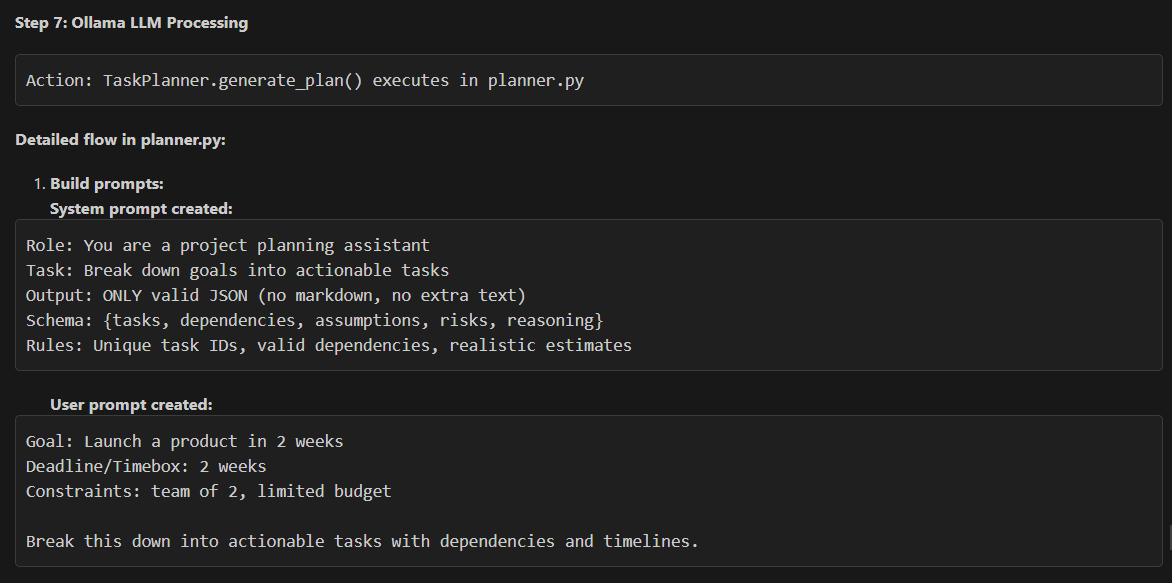 Step 7: Ollama LLM Processing
Action: TaskPlanner.generate_plan() executes in planner.py
Detailed flow in planner.py:
1. Build prompts:
System prompt created:
Role: You are a project planning assistant
Task: Break down goals into actionable tasks
Output: ONLY valid JSON (no markdown, no extra text)
Schema: {tasks, dependencies, assumptions, risks, reasoning}
Rules: Unique task IDs, valid dependencies, realistic estimates
User prompt created:
Goal: Launch a product in 2 weeks
Deadline/Timebox: 2 weeks
Constraints: team of 2, limited budget
Break this down into actionable tasks with dependencies and timelines.